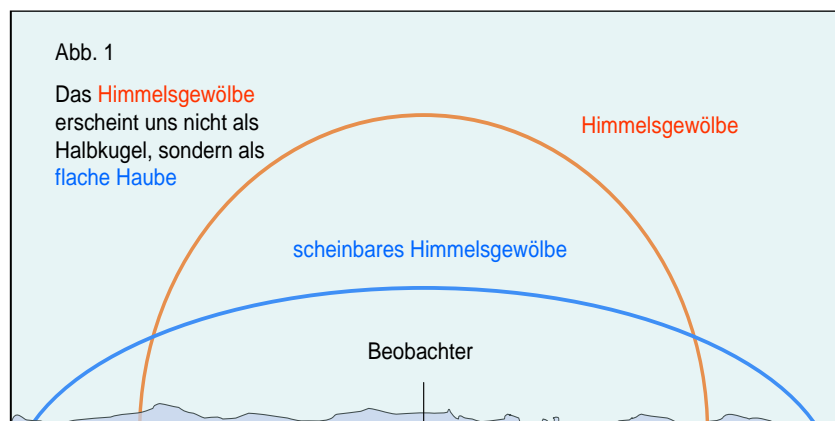 Abb. 1
Das Himmelsgewölbe
erscheint uns nicht als
Halbkugel, sondern als
flache Haube
Himmelsgewölbe
scheinbares Himmelsgewölbe
Beobachter